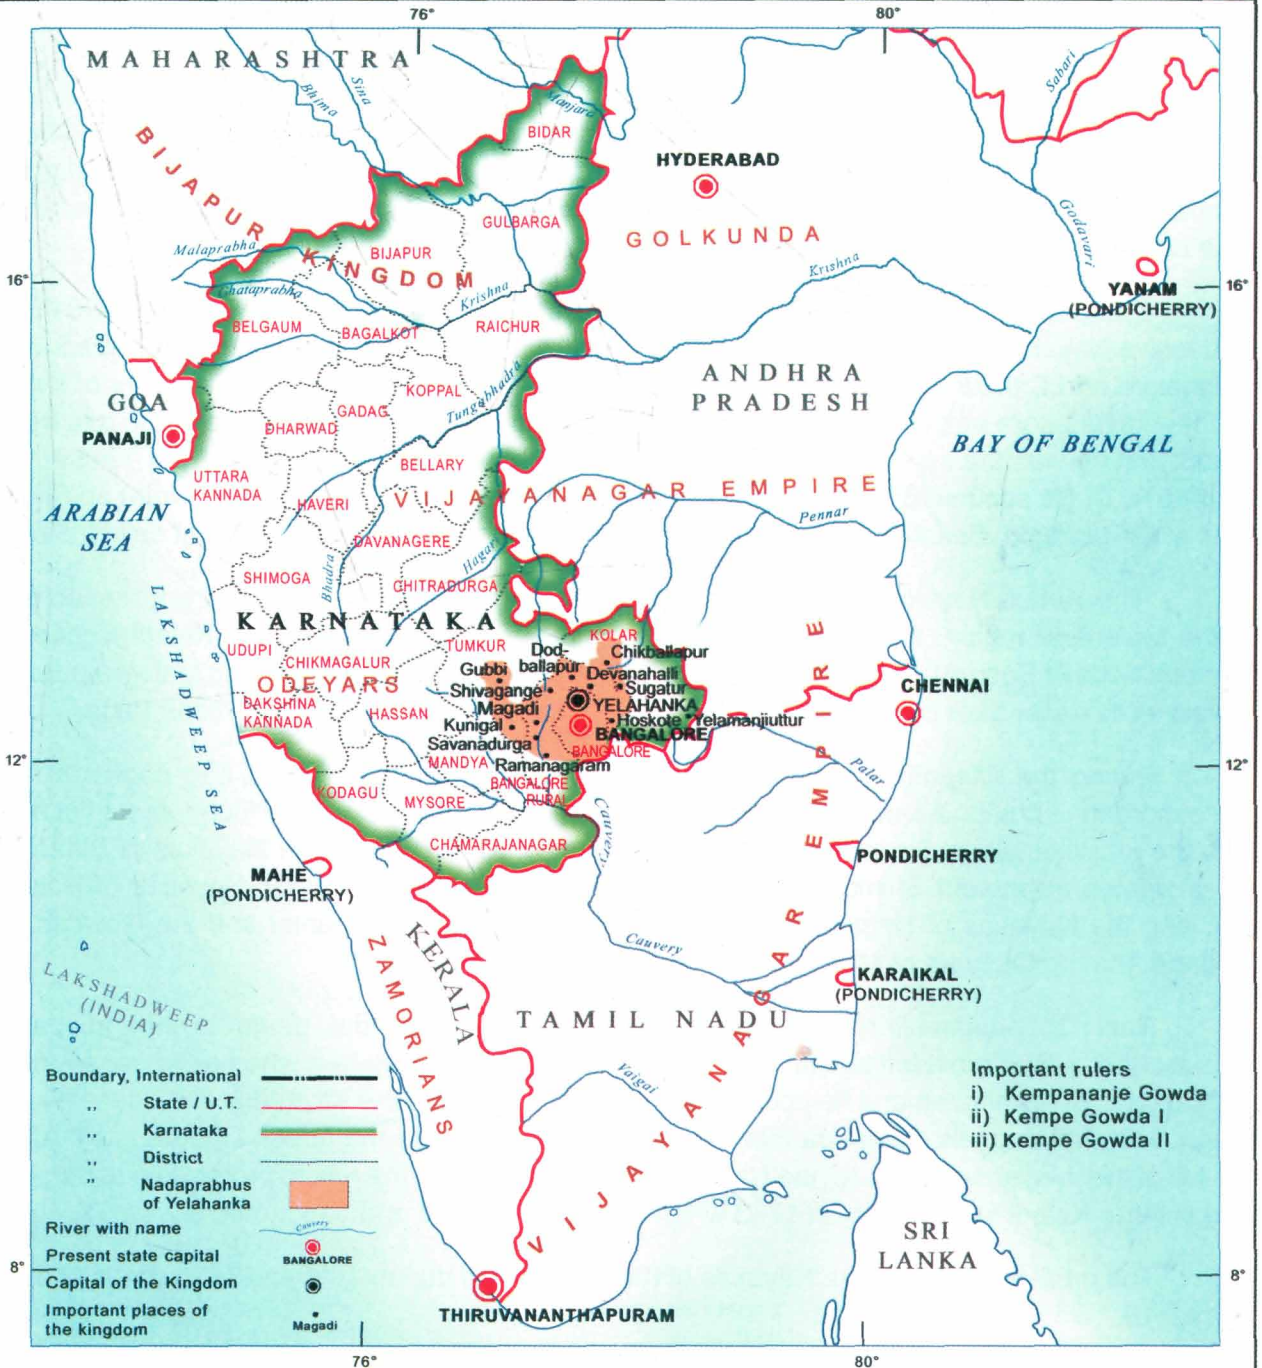 76°
80°
MAHARASHTRA
Bhima
Sina
Manjara
Sabari
BIDAR
BIJAPUR KINGDOM
HYDERABAD
GULBARGA
GOLKUNDA
Godavari
Malaprabha
BIJAPUR
Krishna
16°
16°
Ghataprabha
Krishna
YANAM
(PONDICHERRY)
BELGAUM
BAGALKOT
RAICHUR
ANDHRA
PRADESH
GOA
KOPPAL
Tungabhadra
GADAG
PANAJI
DHARWAD
BAY OF BENGAL
UTTARA
KANNADA
BELLARY
HAVERI
VIJAYANAGAR EMPIRE
Pennar
ARABIAN
SEA
DAVANAGERE
Hagari
Bhadra
SHIMOGA
CHITRADURGA
LAKSHADWEEP SEA
KARNATAKA
KOLAR
UDUPI
TUMKUR
Dod-
ballapur
Chikballapur
CHIKMAGALUR
Gubbi
Devanahalli
ODEYARS
Shivagange
Sugatur
CHENNAI
DAKSHINA
KANNADA
HASSAN
Magadi
YELAHANKA
Kunigal
Hoskote
Yelamanjiuttur
BANGALORE
Savanadurga
BANGALORE
12°
12°
MANDYA
Ramanagaram
Palar
KODAGU
MYSORE
BANGALORE
RURAL
Cauvery
CHAMARAJANAGAR
MAHE
(PONDICHERRY)
PONDICHERRY
VIJAYANAGAR EMPIRE
ZAMORIANS
KERALA
Cauvery
LAKSHADWEEP
(INDIA)
KARAIKAL
(PONDICHERRY)
TAMIL NADU
Vaigai
Important rulers
i) Kempananje Gowda
ii) Kempe Gowda I
iii) Kempe Gowda II
Boundary, International
,, State / U.T.
,, Karnataka
,, District
,, Nadaprabhus
of Yelahanka
River with name
Cauvery
Present state capital
BANGALORE
Capital of the Kingdom
Important places of
the kingdom
Magadi
SRI
LANKA
8°
8°
THIRUVANANTHAPURAM
76°
80°